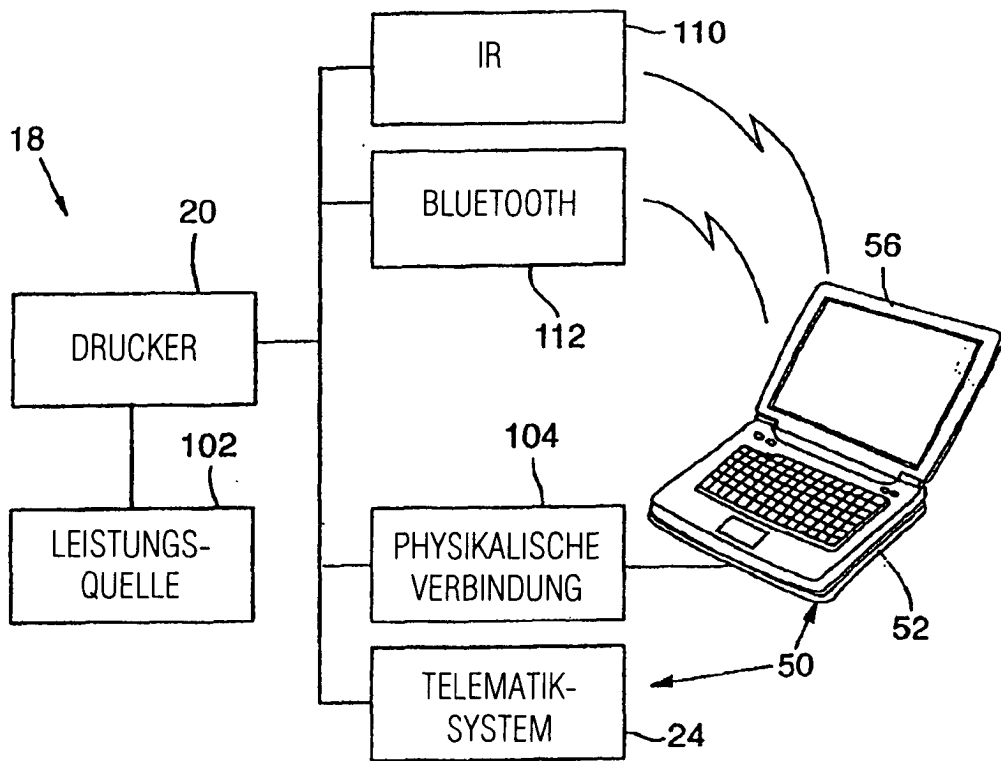 IR
110
18
20
BLUETOOTH
56
DRUCKER
112
102
104
LEISTUNGS-
QUELLE
PHYSIKALISCHE
VERBINDUNG
52
50
TELEMATIK-
SYSTEM
24